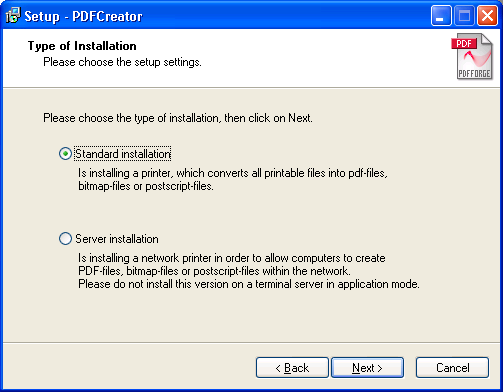 Setup - PDFCreator
Type of Installation
Please choose the setup settings.
PDF
PDFFORGE
Please choose the type of installation, then click on Next.
Standard installation
Is installing a printer, which converts all printable files into pdf-files,
bitmap-files or postscript-files.
Server installation
Is installing a network printer in order to allow computers to create
PDF-files, bitmap-files or postscript-files within the network.
Please do not install this version on a terminal server in application mode.
< Back
Next >
Cancel